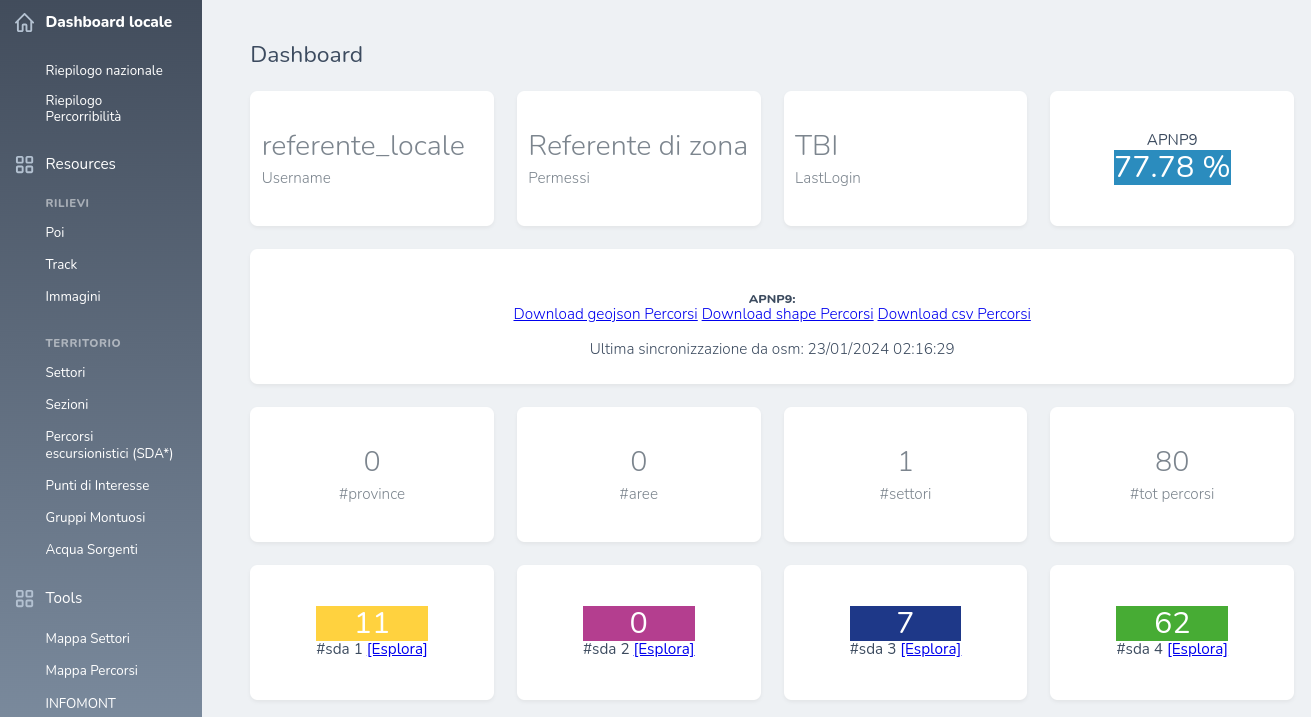 Dashboard locale
Riepilogo nazionale
Riepilogo
Percorribilità
Resources
RILIEVI
Poi
Track
Immagini
TERRITORIO
Settori
Sezioni
Percorsi
escursionistici (SDA*)
Punti di Interesse
Gruppi Montuosi
Acqua Sorgenti
Tools
Mappa Settori
Mappa Percorsi
INFOMONT
Dashboard
referente_locale
Username
Referente di zona
Permessi
TBI
LastLogin
APNP9
77.78 %
APNP9:
Download geojson Percorsi Download shape Percorsi Download csv Percorsi
Ultima sincronizzazione da osm: 23/01/2024 02:16:29
0
#province
0
#aree
1
#settori
80
#tot percorsi
11
#sda 1 [Esplora]
0
#sda 2 [Esplora]
7
#sda 3 [Esplora]
62
#sda 4 [Esplora]